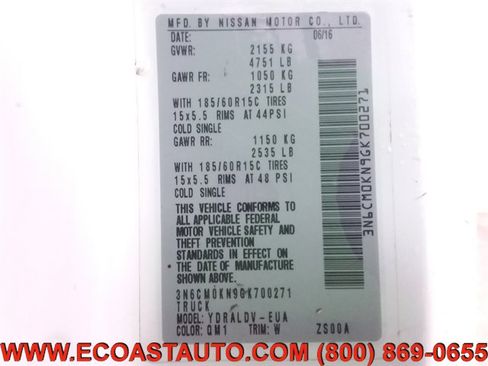 MFD. BY NISSAN MOTOR CO., LTD.
DATE: 06/16
GVWR: 2155 KG
4751 LB
GAWR FR: 1050 KG
2315 LB
WITH 185/60R15C TIRES
15x5.5 RIMS AT 44PSI
COLD SINGLE
GAWR RR: 1150 KG
2535 LB
WITH 185/60R15C TIRES
15x5.5 RIMS AT 48 PSI
COLD SINGLE
THIS VEHICLE CONFORMS TO
ALL APPLICABLE FEDERAL
MOTOR VEHICLE SAFETY AND
THEFT PREVENTION
STANDARDS IN EFFECT ON
THE DATE OF MANUFACTURE
SHOWN ABOVE.
3N6CM0KN9GK700271
TRUCK
MODEL: YDRALDV-EUA
COLOR: QM1 TRIM: W ZS00A
3N6CM0KN9GK700271
WWW.ECOASTAUTO.COM (800) 869-0655